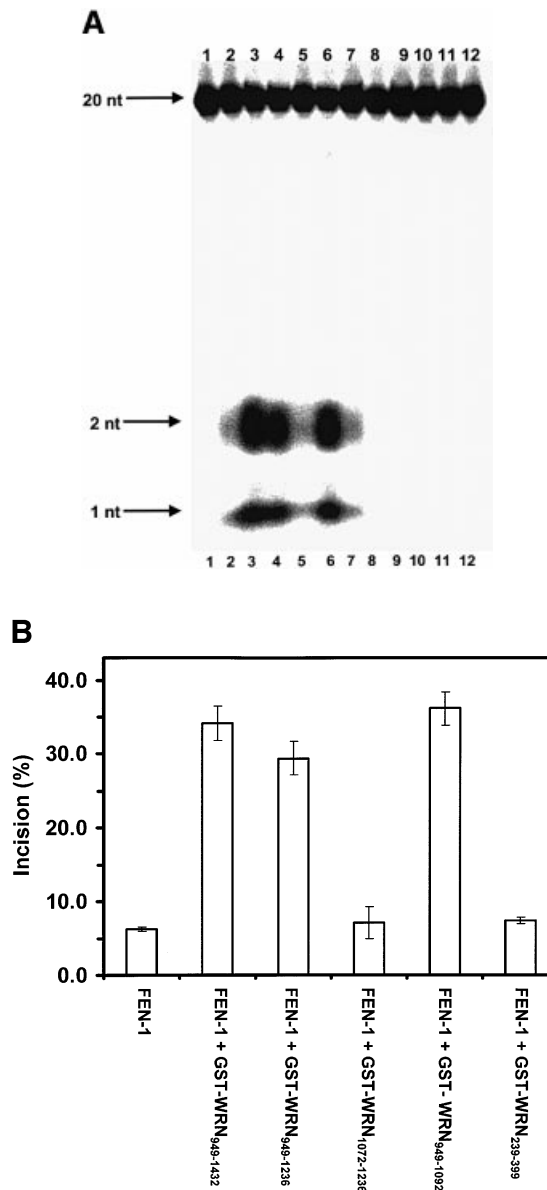 A
1 2 3 4 5 6 7 8 9 10 11 12
20 nt
2 nt
1 nt
1 2 3 4 5 6 7 8 9 10 11 12
B
Incision (%)
40.0
30.0
20.0
10.0
0.0
FEN-1
FEN-1 + GST-WRN949-1432
FEN-1 + GST-WRN949-1236
FEN-1 + GST-WRN1072-1236
FEN-1 + GST- WRN949-1092
FEN-1 + GST-WRN239-399